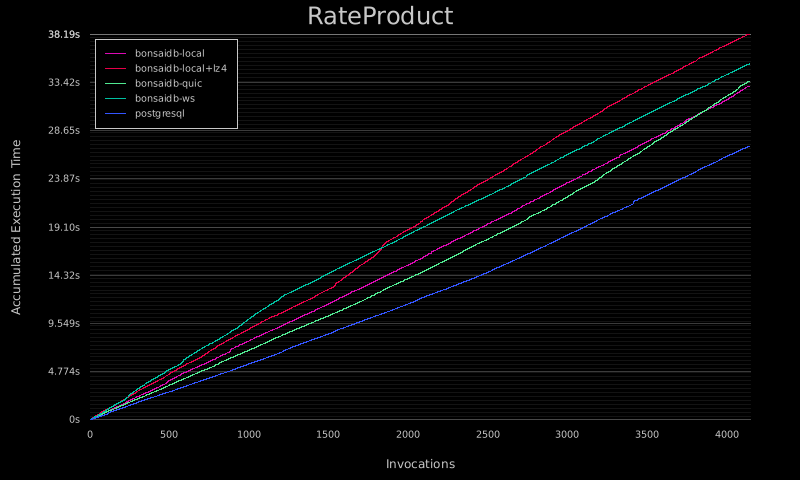 RateProduct
38.19s
33.42s
28.65s
23.87s
19.10s
14.32s
9.549s
4.774s
0s
bonsaidb-local
bonsaidb-local+lz4
bonsaidb-quic
bonsaidb-ws
postgresql
Accumulated Execution Time
0 500 1000 1500 2000 2500 3000 3500 4000
Invocations